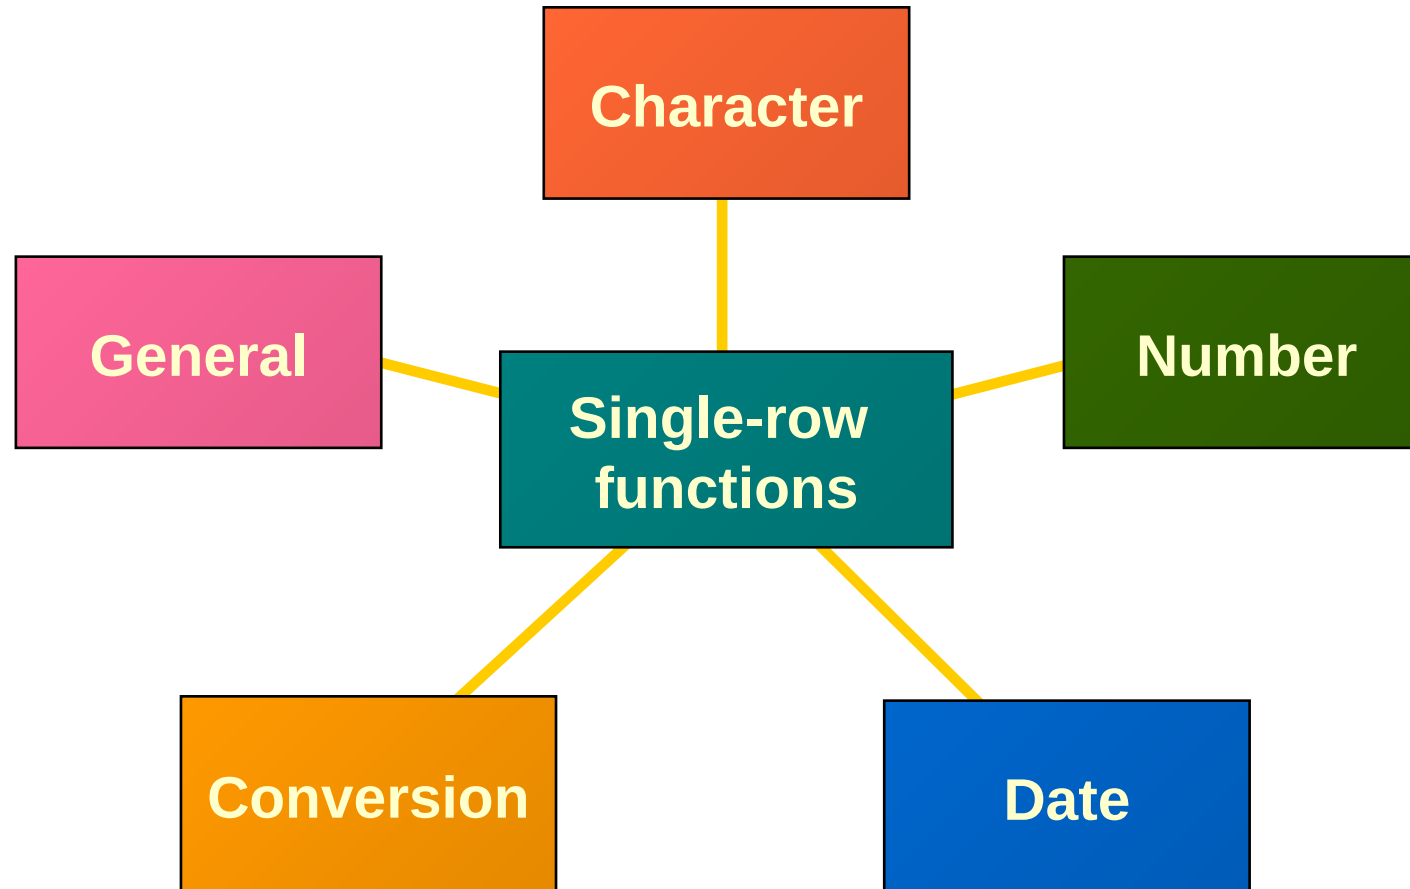 Character
General
Number
Single-row
functions
Conversion
Date